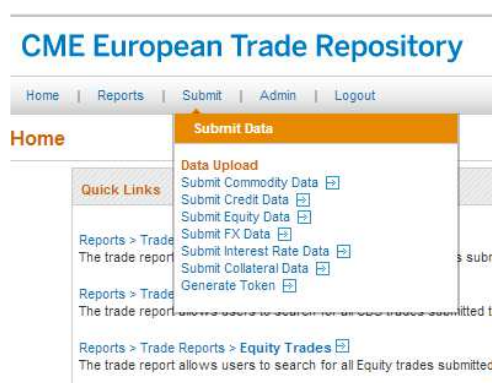 CME European Trade Repository
Home | Reports | Submit | Admin | Logout
Submit Data
Home
Data Upload
Quick Links
Submit Commodity Data
Submit Credit Data
Submit Equity Data
Submit FX Data
Submit Interest Rate Data
Submit Collateral Data
Generate Token
Reports > Trade
The trade report
Reports > Trade
The trade report allows users to search for all CDS trades submitted t
Reports > Trade Reports > Equity Trades
The trade report allows users to search for all Equity trades submitted